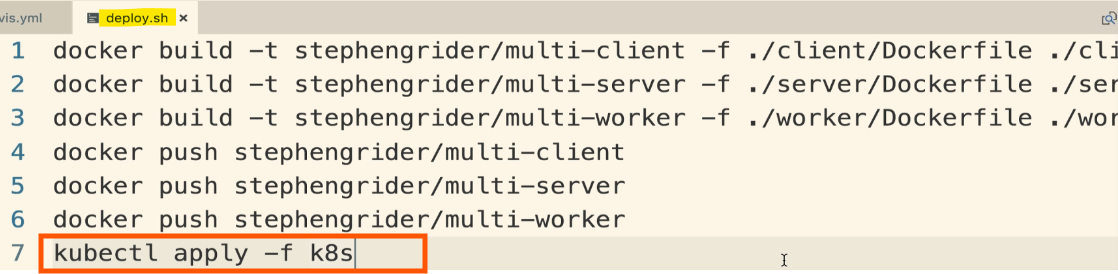 vis.yml deploy.sh ×
1 docker build -t stephengrider/multi-client -f ./client/Dockerfile ./cli
2 docker build -t stephengrider/multi-server -f ./server/Dockerfile ./ser
3 docker build -t stephengrider/multi-worker -f ./worker/Dockerfile ./wor
4 docker push stephengrider/multi-client
5 docker push stephengrider/multi-server
6 docker push stephengrider/multi-worker
7 kubectl apply -f k8s